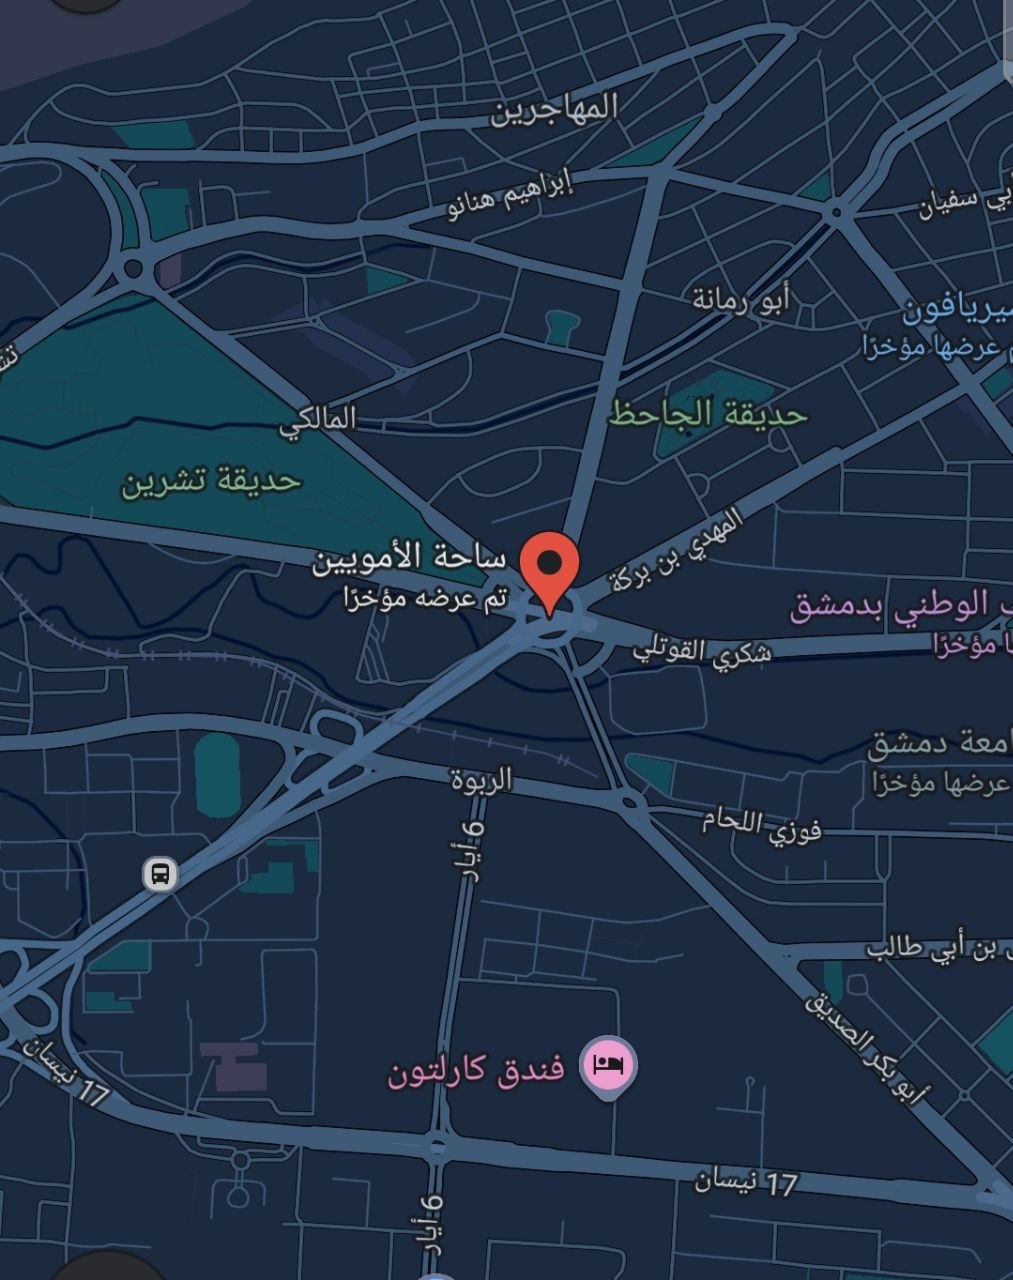 المهاجرين
إبراهيم هنانو
أبي سفيان
أبو رمانة
سيريافون
عرضها مؤخرًا
حديقة الجاحظ
المالكي
حديقة تشرين
المهدي بن بركة
ساحة الأمويين
تم عرضه مؤخرًا
الوطني بدمشق
مؤخرًا
شكري القوتلي
دمشق
عرضها مؤخرًا
الربوة
فوزي اللحام
6 أيار
بن أبي طالب
أبو بكر الصديق
17 نيسان
فندق كارلتون
17 نيسان
6 أيار